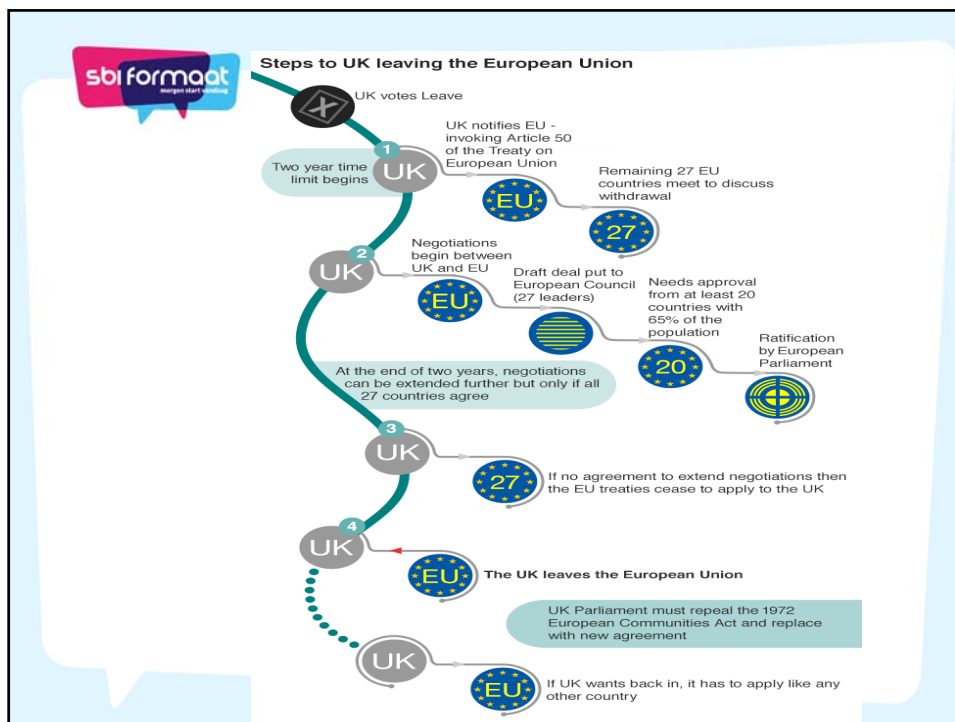 sbi formaat
morgen start vandaag
Steps to UK leaving the European Union
UK votes Leave
1
UK
Two year time
limit begins
UK notifies EU -
invoking Article 50
of the Treaty on
European Union
EU
Remaining 27 EU
countries meet to discuss
withdrawal
27
2
UK
Negotiations
begin between
UK and EU
EU
Draft deal put to
European Council
(27 leaders)
Needs approval
from at least 20
countries with
65% of the
population
20
Ratification
by European
Parliament
At the end of two years, negotiations
can be extended further but only if all
27 countries agree
3
UK
27
If no agreement to extend negotiations then
the EU treaties cease to apply to the UK
4
UK
EU
The UK leaves the European Union
UK Parliament must repeal the 1972
European Communities Act and replace
with new agreement
UK
EU
If UK wants back in, it has to apply like any
other country